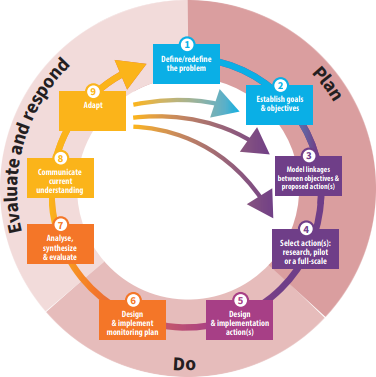 1
Define/redefine
the problem
2
Establish goals
& objectives
3
Model linkages
between objectives &
proposed action(s)
4
Select action(s):
research, pilot
or a full-scale
5
Design
& implementation
action(s)
6
Design
& implement
monitoring plan
7
Analyse,
synthesize
& evaluate
8
Communicate
current
understanding
9
Adapt
Plan
Do
Evaluate and respond